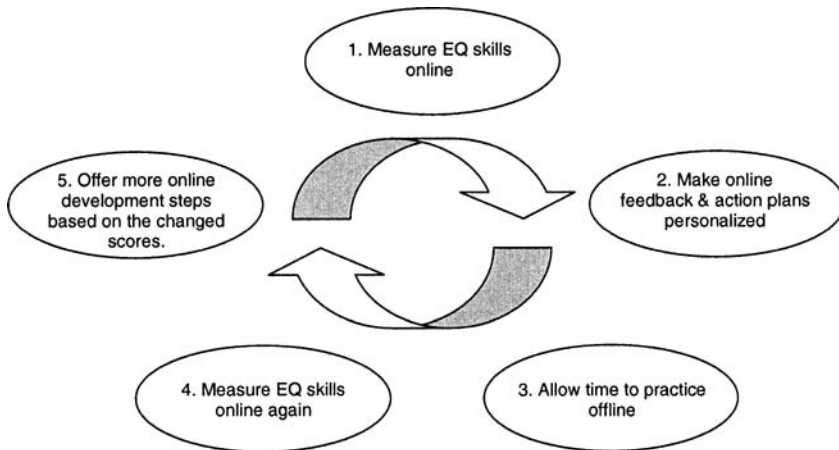 1. Measure EQ skills
online
2. Make online
feedback & action plans
personalized
3. Allow time to practice
offline
4. Measure EQ skills
online again
5. Offer more online
development steps
based on the changed
scores.